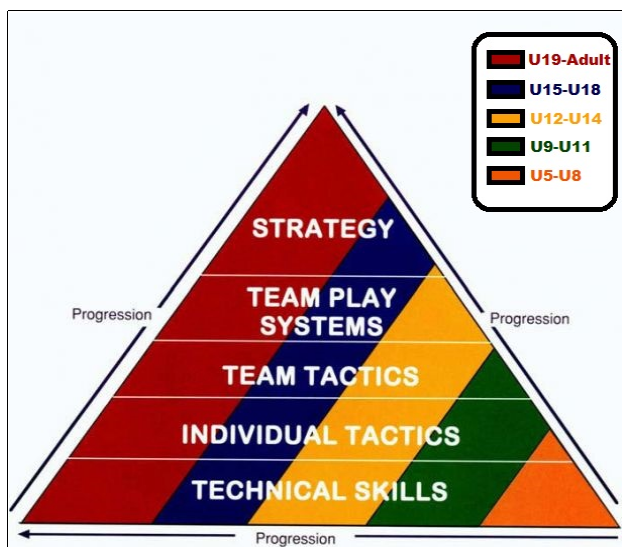 U19-Adult
U15-U18
U12-U14
U9-U11
U5-U8
STRATEGY
TEAM PLAY
SYSTEMS
Progression
Progression
TEAM TACTICS
INDIVIDUAL TACTICS
TECHNICAL SKILLS
Progression